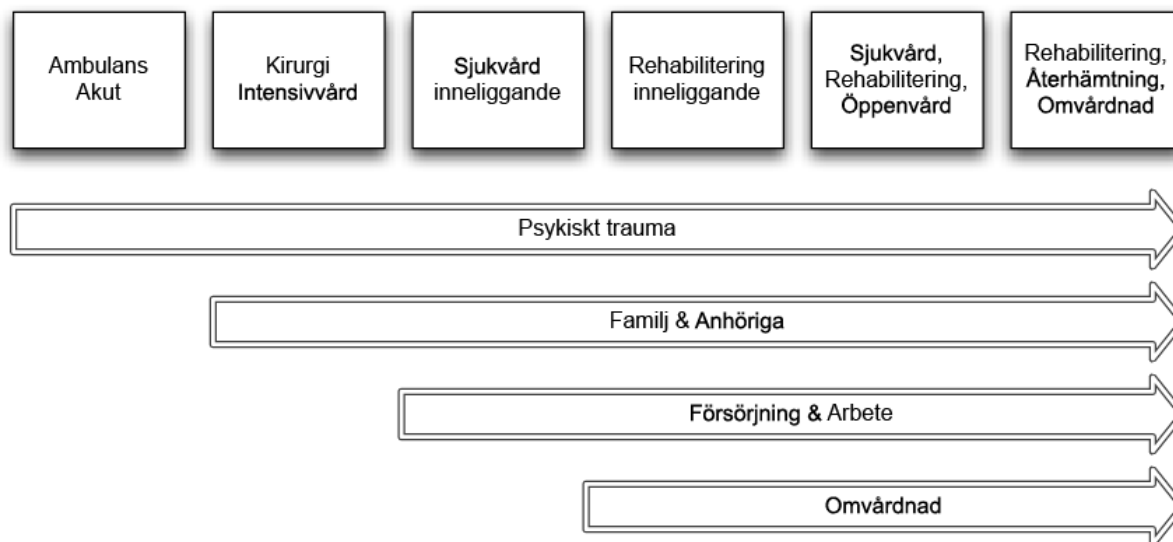 Ambulans
Akut
Kirurgi
Intensivvård
Sjukvård
inneliggande
Rehabilitering
inneliggande
Sjukvård,
Rehabilitering,
Öppenvård
Rehabilitering,
Återhämtning,
Omvårdnad
Psykiskt trauma
Familj & Anhöriga
Försörjning & Arbete
Omvårdnad